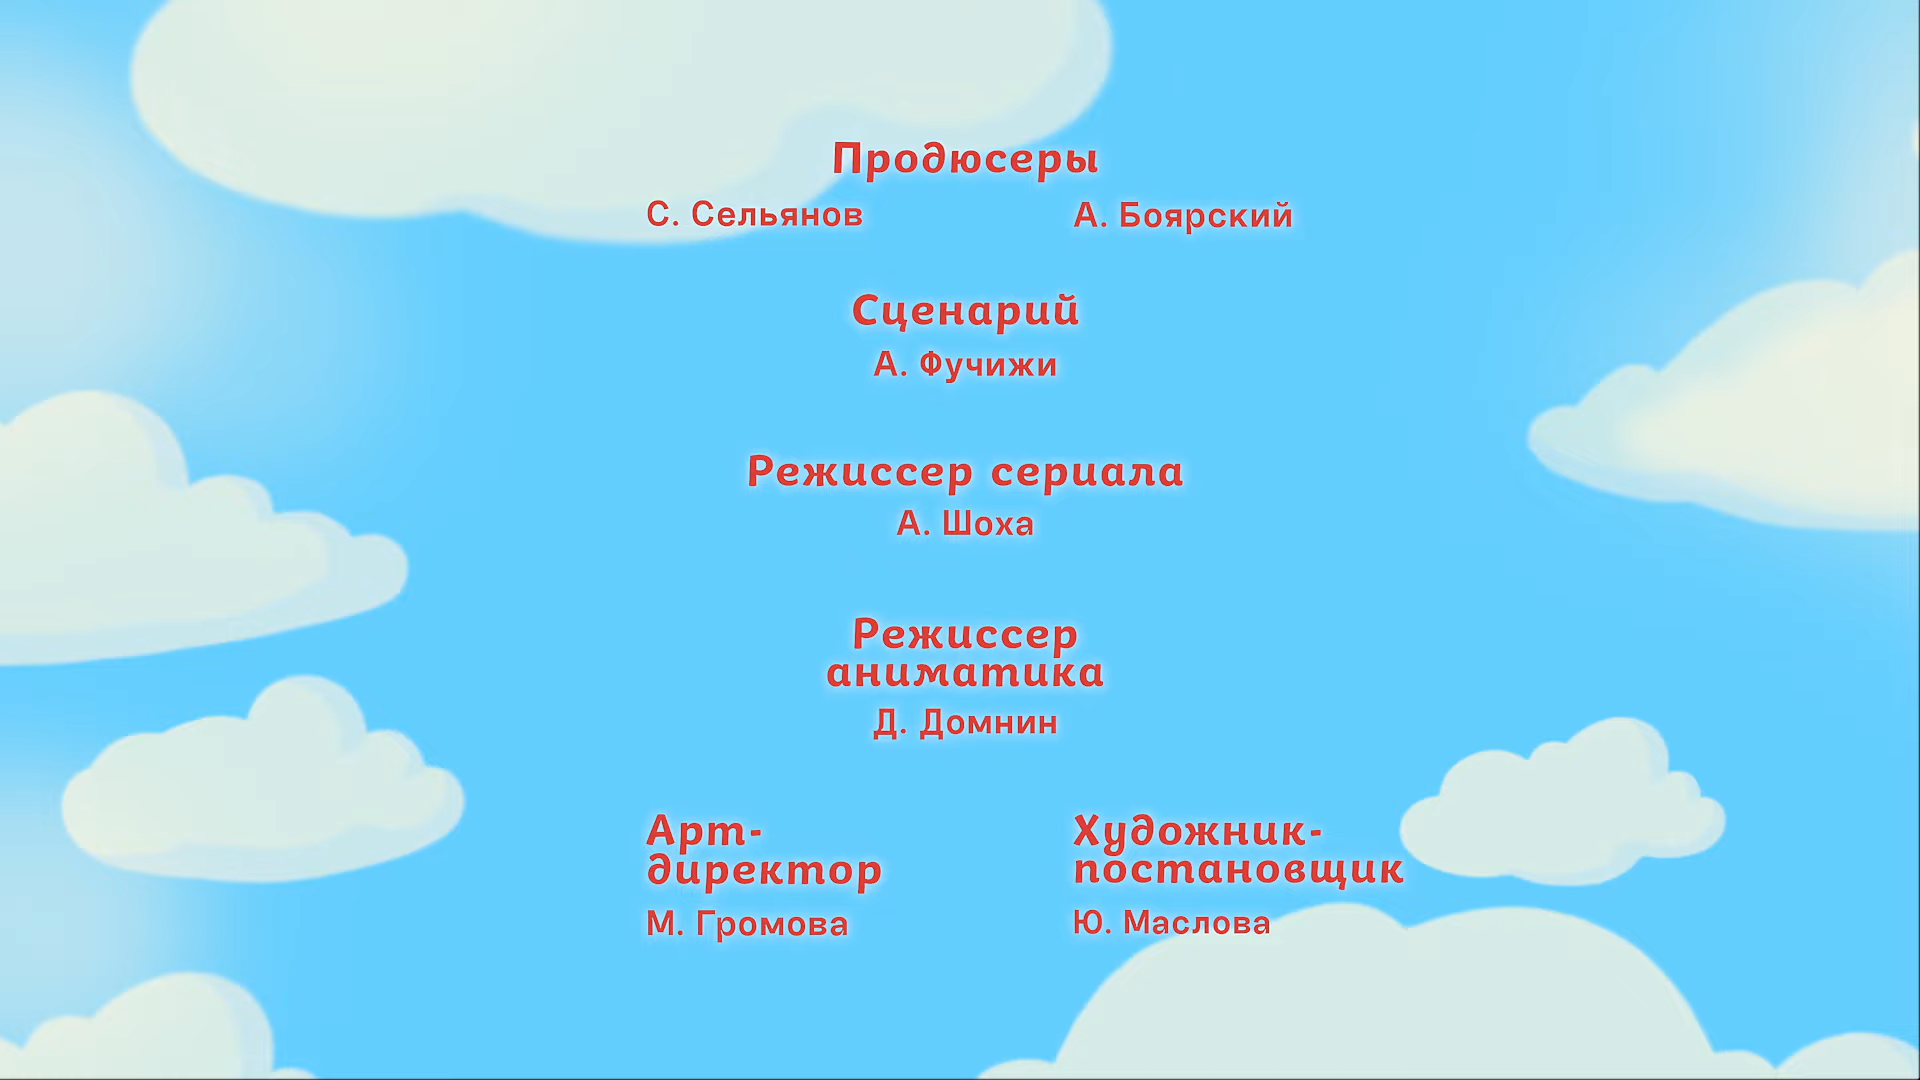 Продюсеры
С. Сельянов А. Боярский
Сценарий
А. Фучижи
Режиссер сериала
А. Шоха
Режиссер
аниматика
Д. Домнин
Арт-
директор
М. Громова
Художник-
постановщик
Ю. Маслова